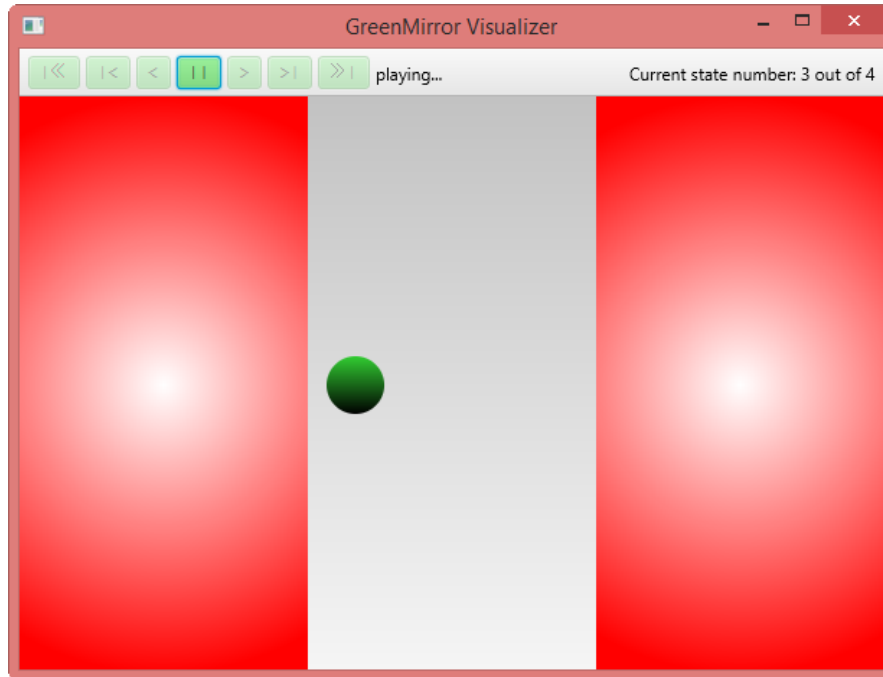 GreenMirror Visualizer
|≪ |< < || > >| ≫| playing... Current state number: 3 out of 4